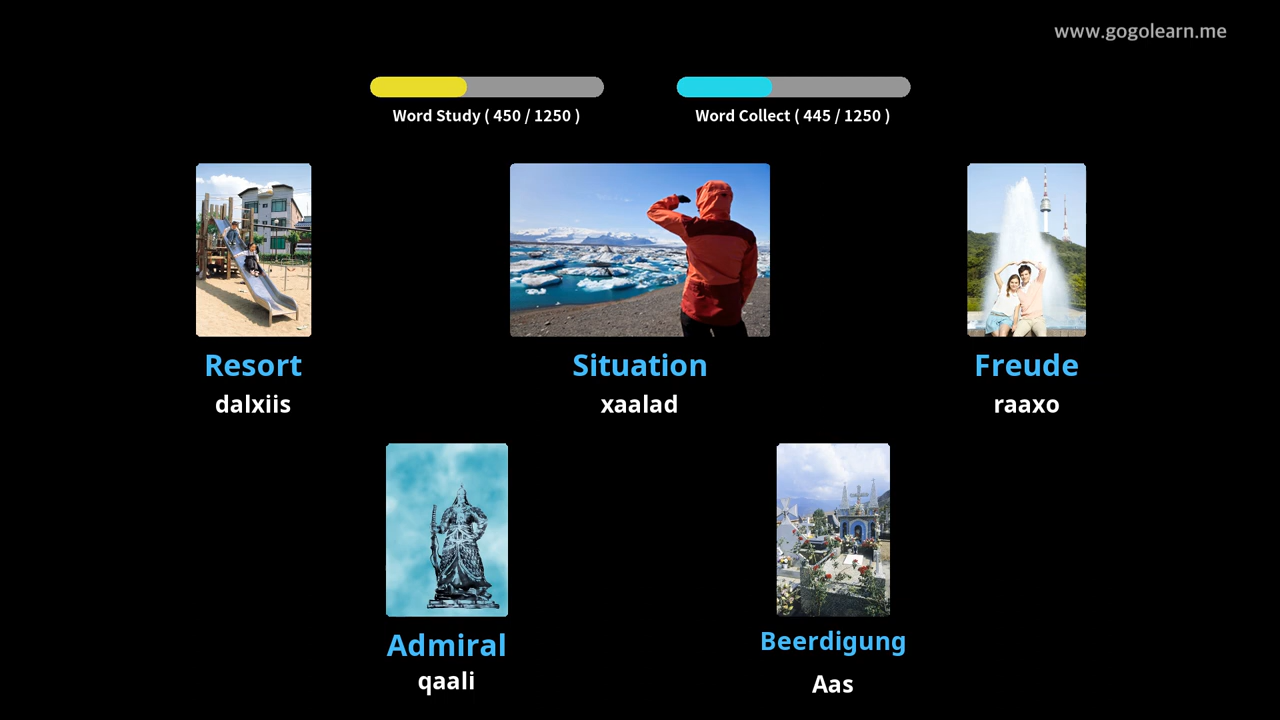 www.gogolearn.me
Word Study ( 450 / 1250 )
Word Collect ( 445 / 1250 )
Resort
dalxiis
Situation
xaalad
Freude
raaxo
Admiral
qaali
Beerdigung
Aas